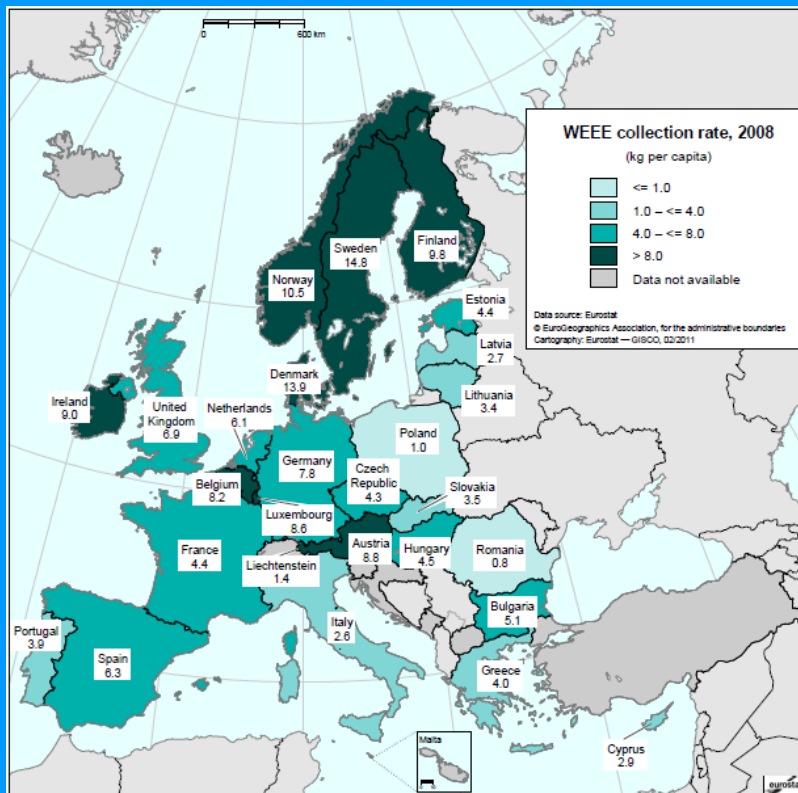 0 600 km
WEEE collection rate, 2008
(kg per capita)
<= 1.0
1.0 – <= 4.0
4.0 – <= 8.0
> 8.0
Data not available
Data source: Eurostat
© EuroGeographics Association, for the administrative boundaries
Cartography: Eurostat — GISCO, 02/2011
Sweden
14.8
Finland
9.8
Norway
10.5
Estonia
4.4
Latvia
2.7
Denmark
13.9
Lithuania
3.4
Ireland
9.0
United
Kingdom
6.9
Netherlands
6.1
Poland
1.0
Germany
7.8
Czech
Republic
4.3
Slovakia
3.5
Belgium
8.2
Luxembourg
8.6
Austria
8.8
Hungary
4.5
Romania
0.8
France
4.4
Liechtenstein
1.4
Bulgaria
5.1
Italy
2.6
Portugal
3.9
Spain
6.3
Greece
4.0
Malta
Cyprus
2.9